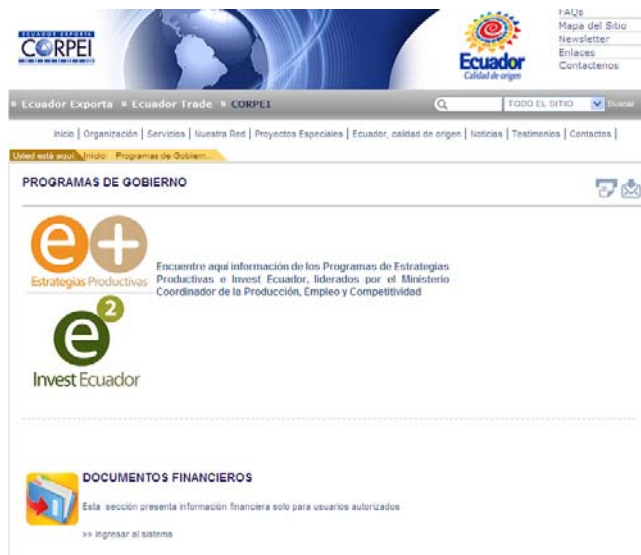 FAQs
Mapa del Sitio
Newsletter
Enlaces
Contactenos
ECUADOR EXPORTA
CORPEI
Ecuador
Calidad de origen
» Ecuador Exporta » Ecuador Trade » CORPEI
TODO EL SITIO
Buscar
Inicio | Organización | Servicios | Nuestra Red | Proyectos Especiales | Ecuador, calidad de origen | Noticias | Testimonios | Contactos |
Usted está aquí: Inicio Programas de Gobiern...
PROGRAMAS DE GOBIERNO
e+
Estrategias Productivas
Encuentre aquí información de los Programas de Estrategias
Productivas e Invest Ecuador, liderados por el Ministerio
Coordinador de la Producción, Empleo y Competitividad
e2
Invest Ecuador
DOCUMENTOS FINANCIEROS
Esta sección presenta información financiera solo para usuarios autorizados
>> Ingresar al sistema